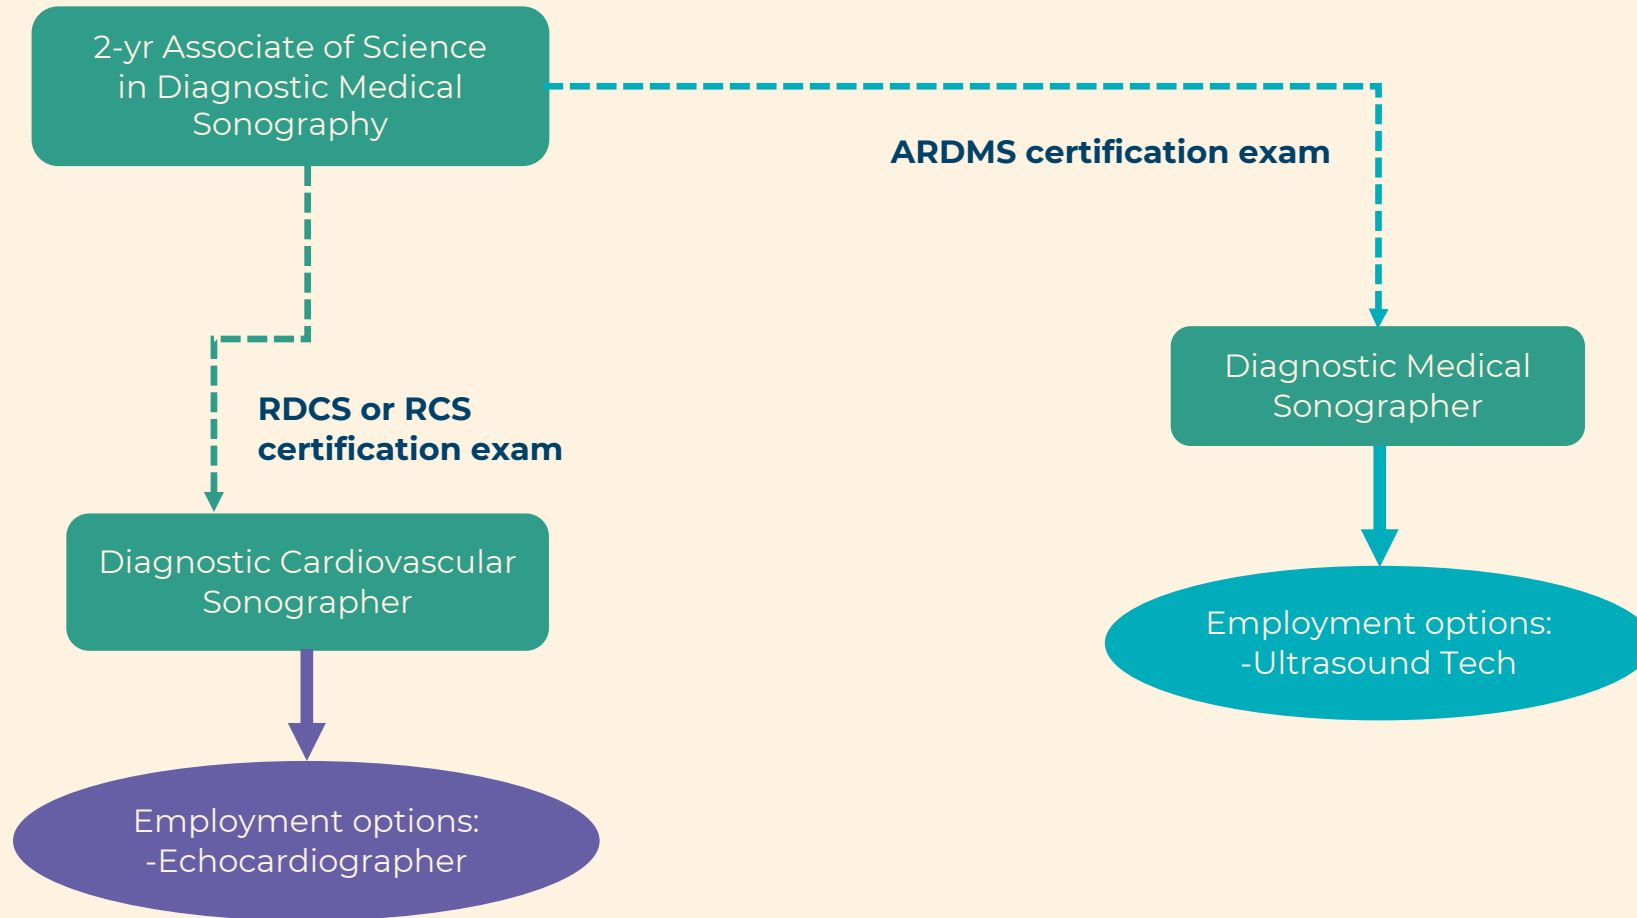 2-yr Associate of Science
in Diagnostic Medical
Sonography
ARDMS certification exam
Diagnostic Medical
Sonographer
RDCS or RCS
certification exam
Diagnostic Cardiovascular
Sonographer
Employment options:
-Ultrasound Tech
Employment options:
-Echocardiographer